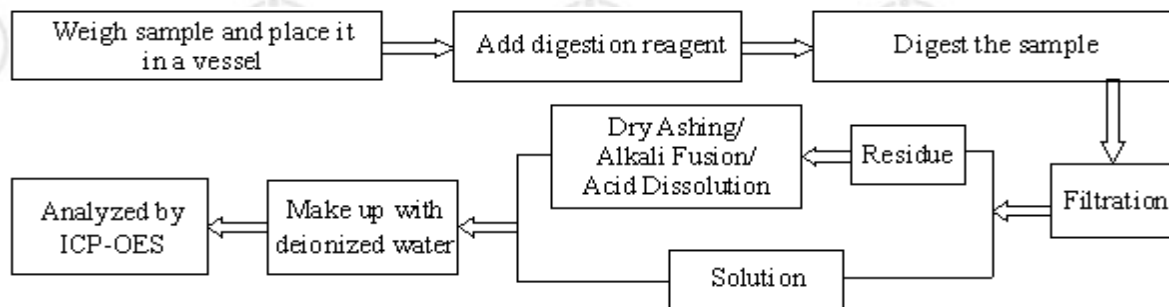 Weigh sample and place it
in a vessel
Add digestion reagent
Digest the sample
Filtration
Residue
Dry Ashing/
Alkali Fusion/
Acid Dissolution
Solution
Make up with
deionized water
Analyzed by
ICP-OES